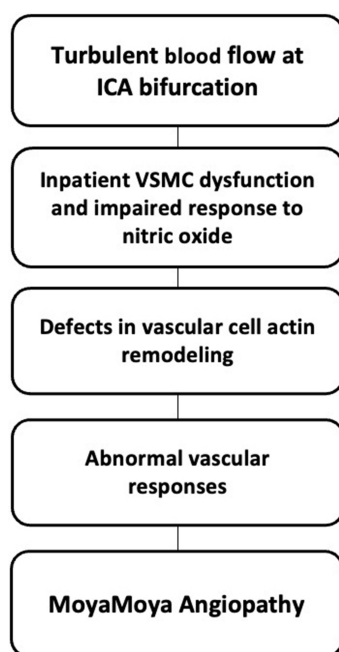 Turbulent blood flow at
ICA bifurcation
Inpatient VSMC dysfunction
and impaired response to
nitric oxide
Defects in vascular cell actin
remodeling
Abnormal vascular
responses
MoyaMoya Angiopathy